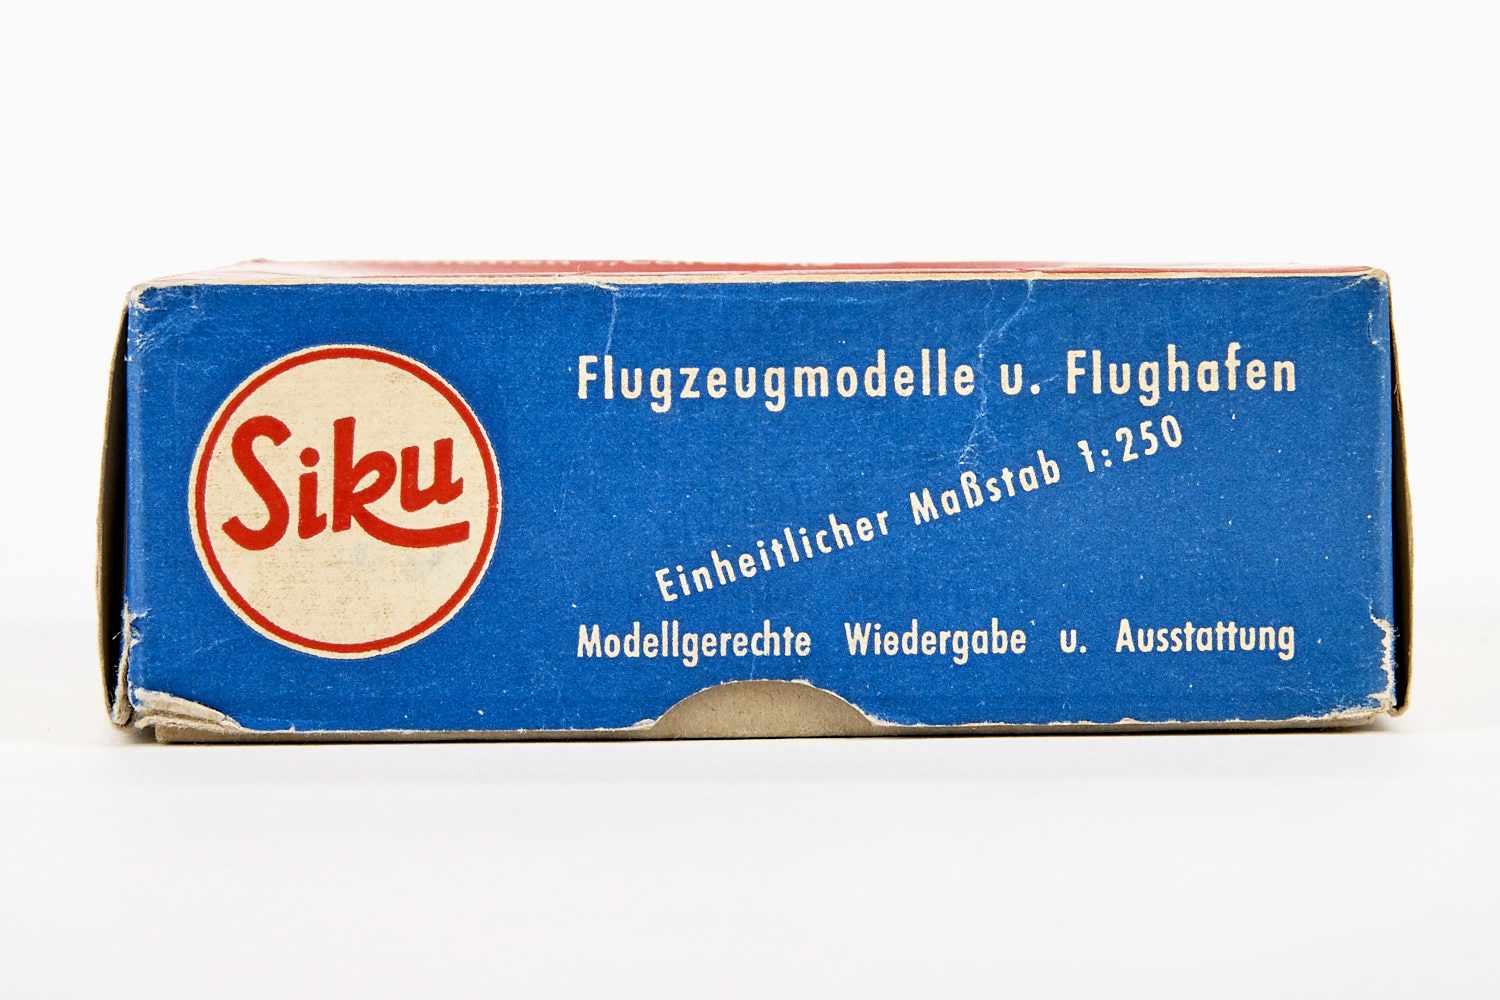 Siku
Flugzeugmodelle u. Flughafen
Einheitlicher Maßstab 1:250
Modellgerechte Wiedergabe u. Ausstattung